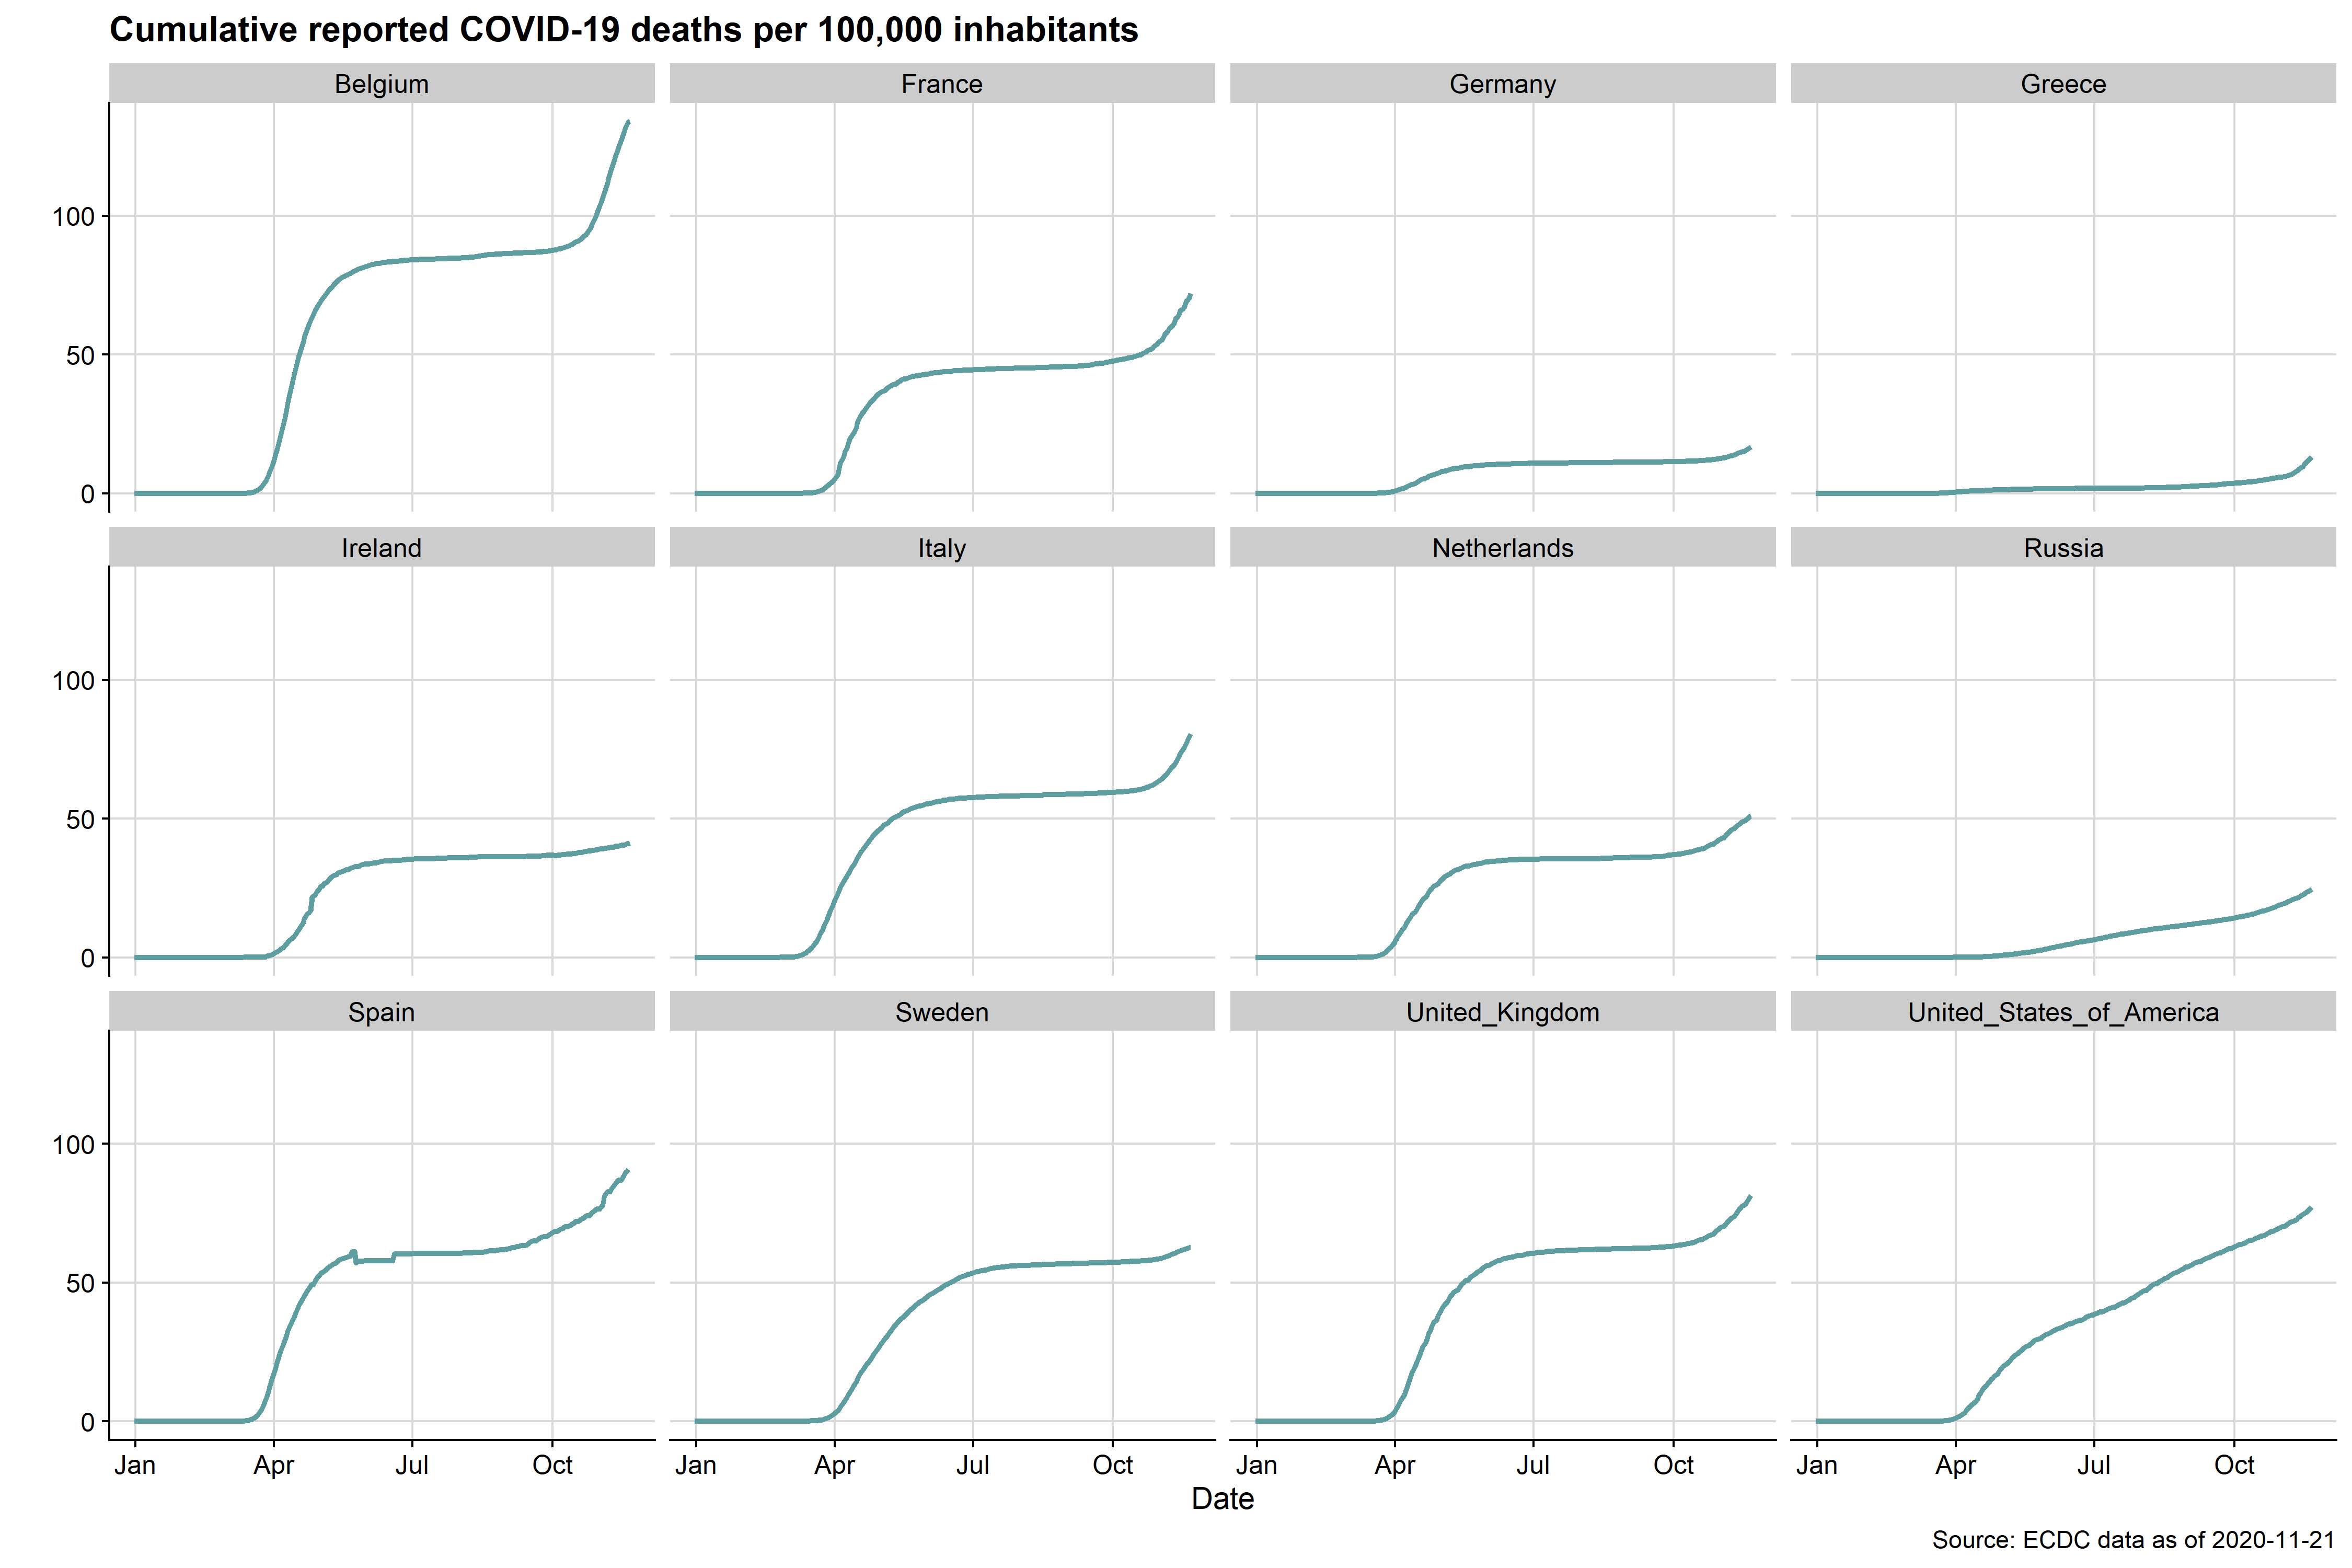 Cumulative reported COVID-19 deaths per 100,000 inhabitants
Belgium France Germany Greece
100
50
0
Ireland Italy Netherlands Russia
100
50
0
Spain Sweden United_Kingdom United_States_of_America
100
50
0
Jan Apr Jul Oct Jan Apr Jul Oct Jan Apr Jul Oct Jan Apr Jul Oct
Date
Source: ECDC data as of 2020-11-21